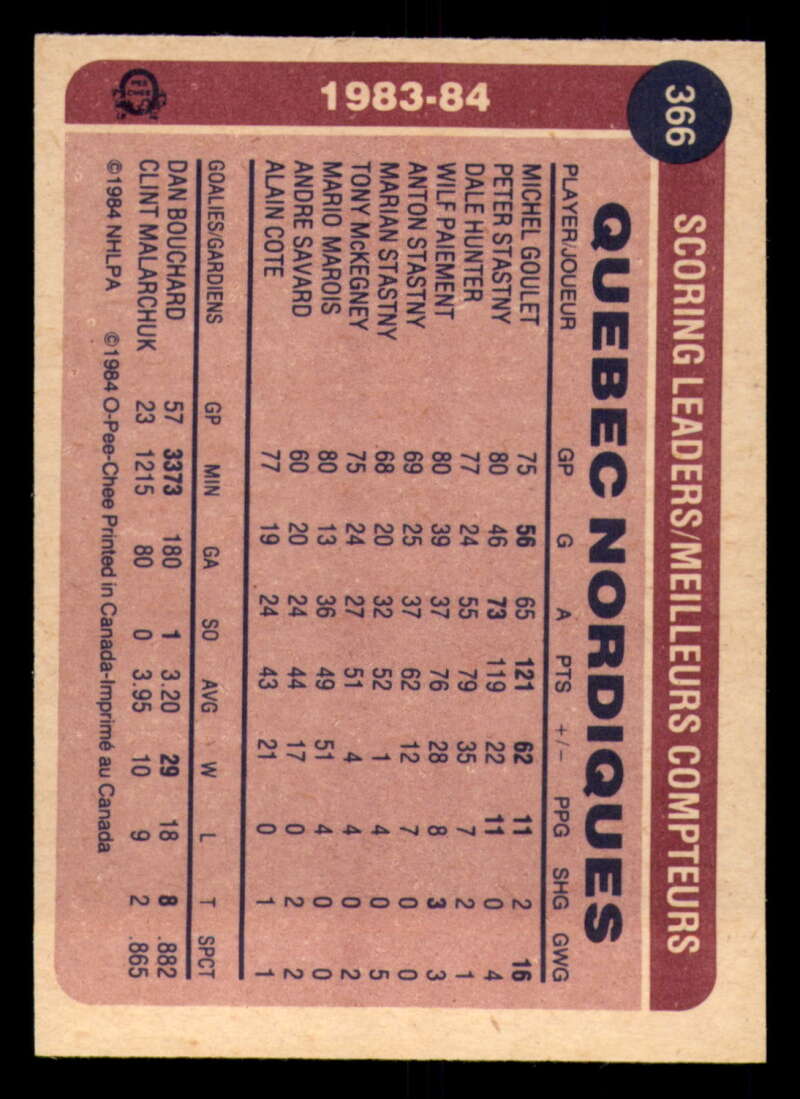 366
SCORING LEADERS/MEILLEURS COMPTEURS
1983-84
O PEE CHEE
QUEBEC NORDIQUES
PLAYER/JOUEUR GP G A PTS +/- PPG SHG GWG
MICHEL GOULET 75 56 65 121 62 11 2 16
PETER STASTNY 80 46 73 119 22 11 0 4
DALE HUNTER 77 24 55 79 35 7 2 1
WILF PAIEMENT 80 39 37 76 28 8 3 3
ANTON STASTNY 69 25 37 62 12 7 0 0
MARIAN STASTNY 68 20 32 52 1 4 0 5
TONY McKEGNEY 75 24 27 51 4 4 0 2
MARIO MAROIS 80 13 36 49 51 4 0 0
ANDRE SAVARD 60 20 24 44 17 0 2 2
ALAIN COTE 77 19 24 43 21 0 1 1
GOALIES/GARDIENS GP MIN GA SO AVG W L T SPCT
DAN BOUCHARD 57 3373 180 1 3.20 29 18 8 .882
CLINT MALARCHUK 23 1215 80 0 3.95 10 9 2 .865
©1984 NHLPA ©1984 O-Pee-Chee Printed in Canada-Imprimé au Canada